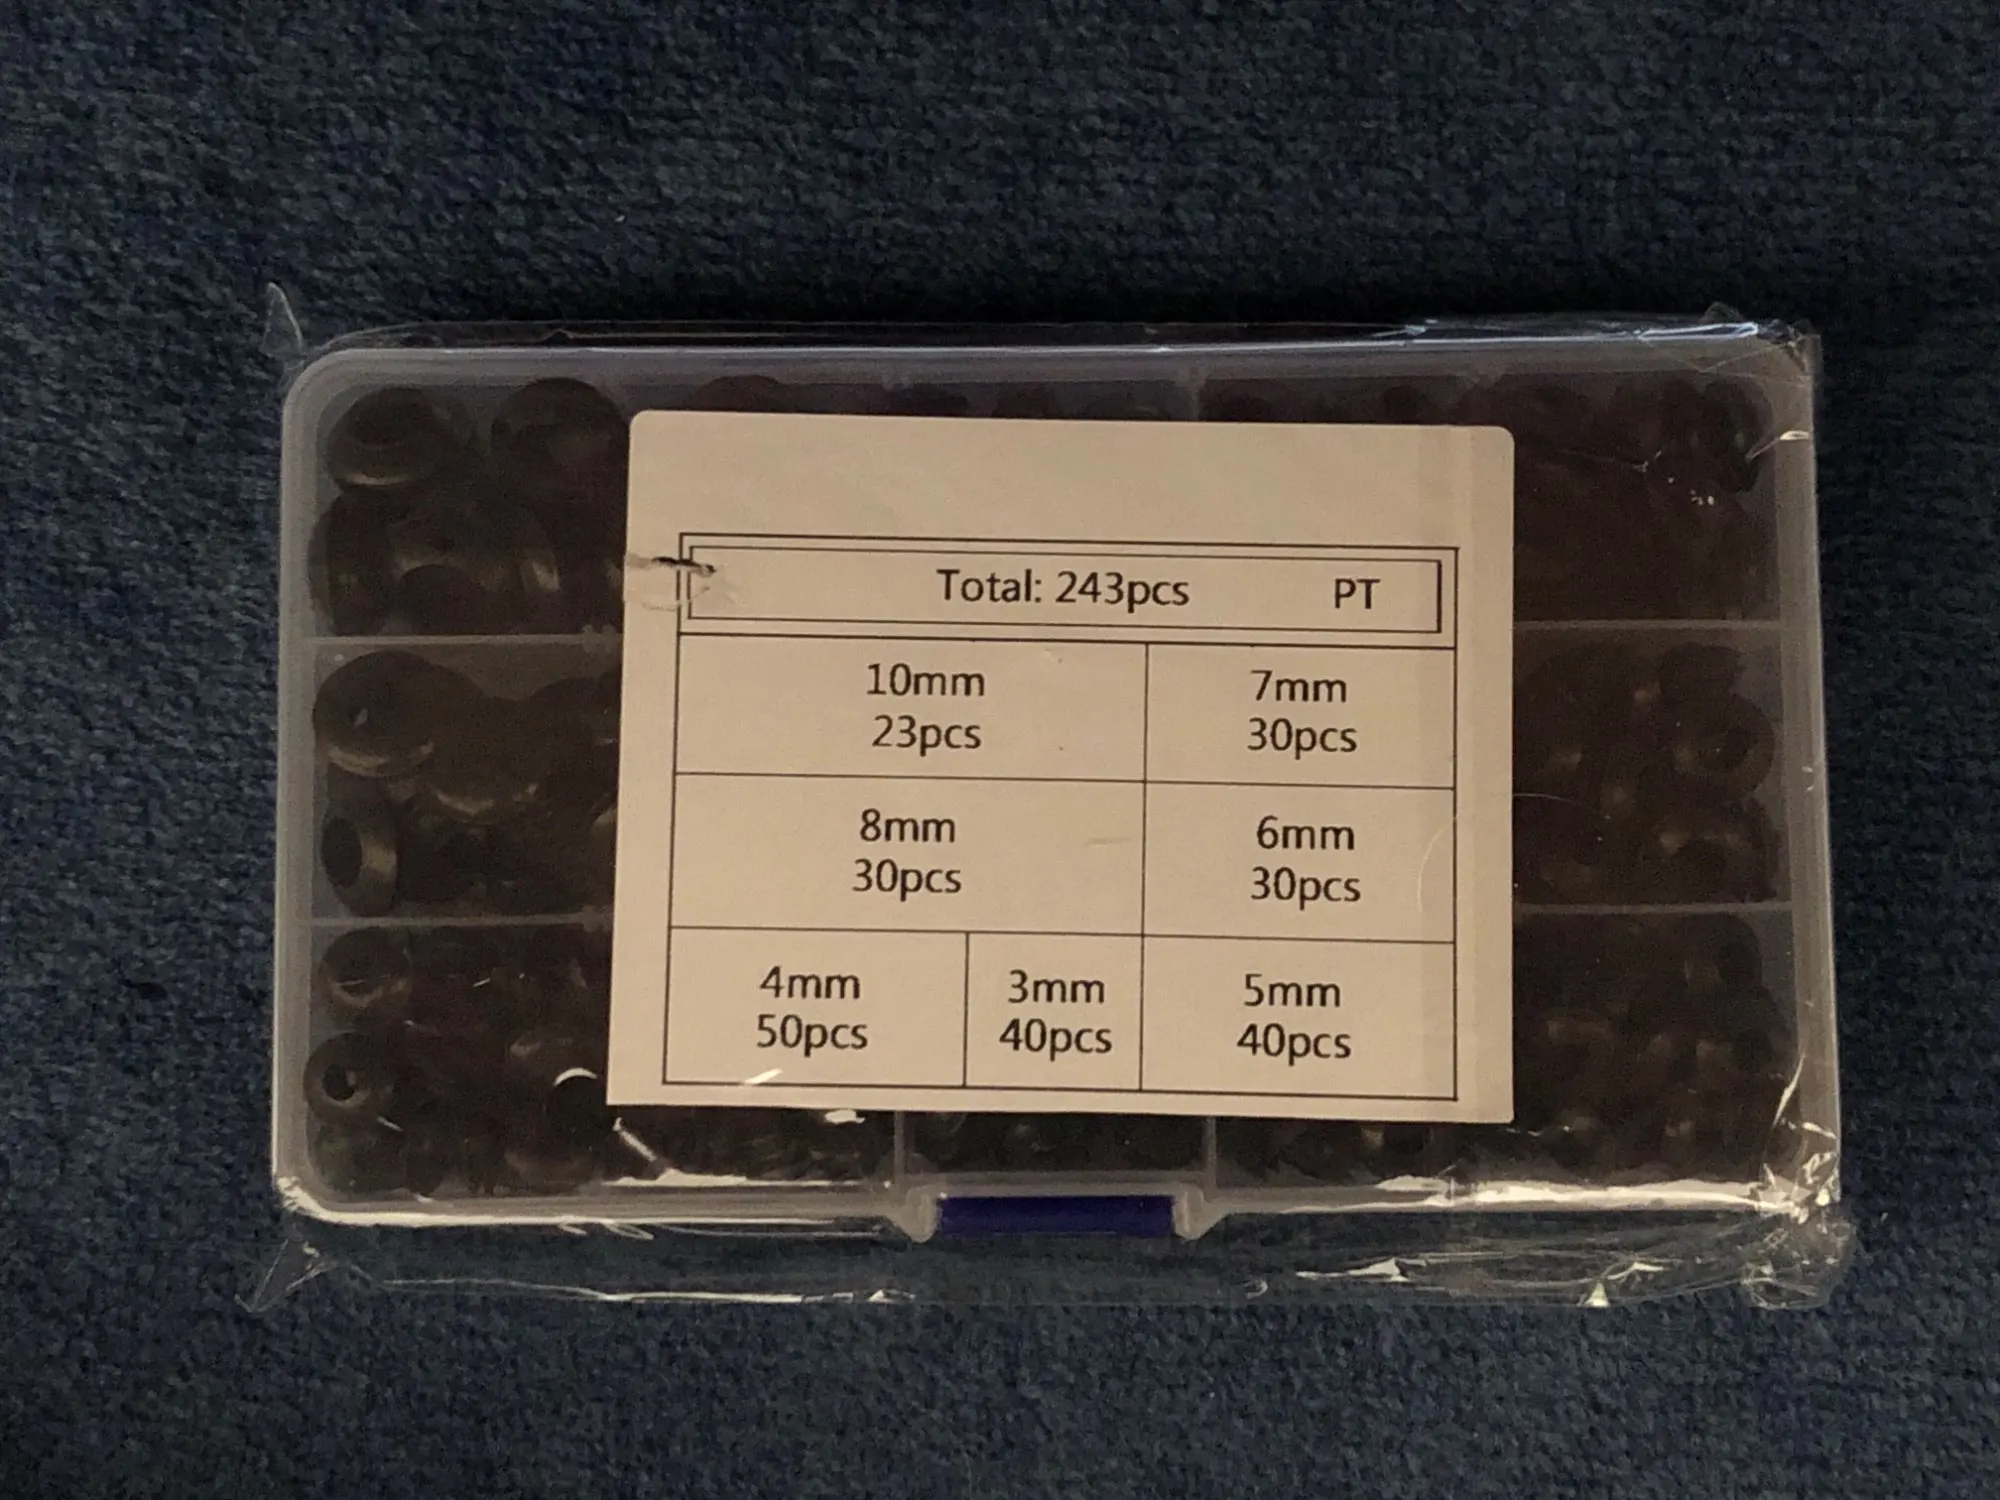 Total: 243pcs PT
10mm
23pcs
7mm
30pcs
8mm
30pcs
6mm
30pcs
4mm
50pcs
3mm
40pcs
5mm
40pcs